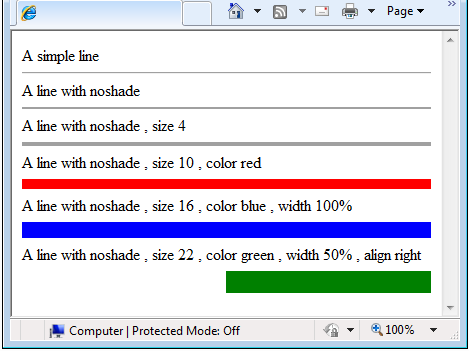 Page
A simple line
A line with noshade
A line with noshade , size 4
A line with noshade , size 10 , color red
A line with noshade , size 16 , color blue , width 100%
A line with noshade , size 22 , color green , width 50% , align right
Computer | Protected Mode: Off
100%